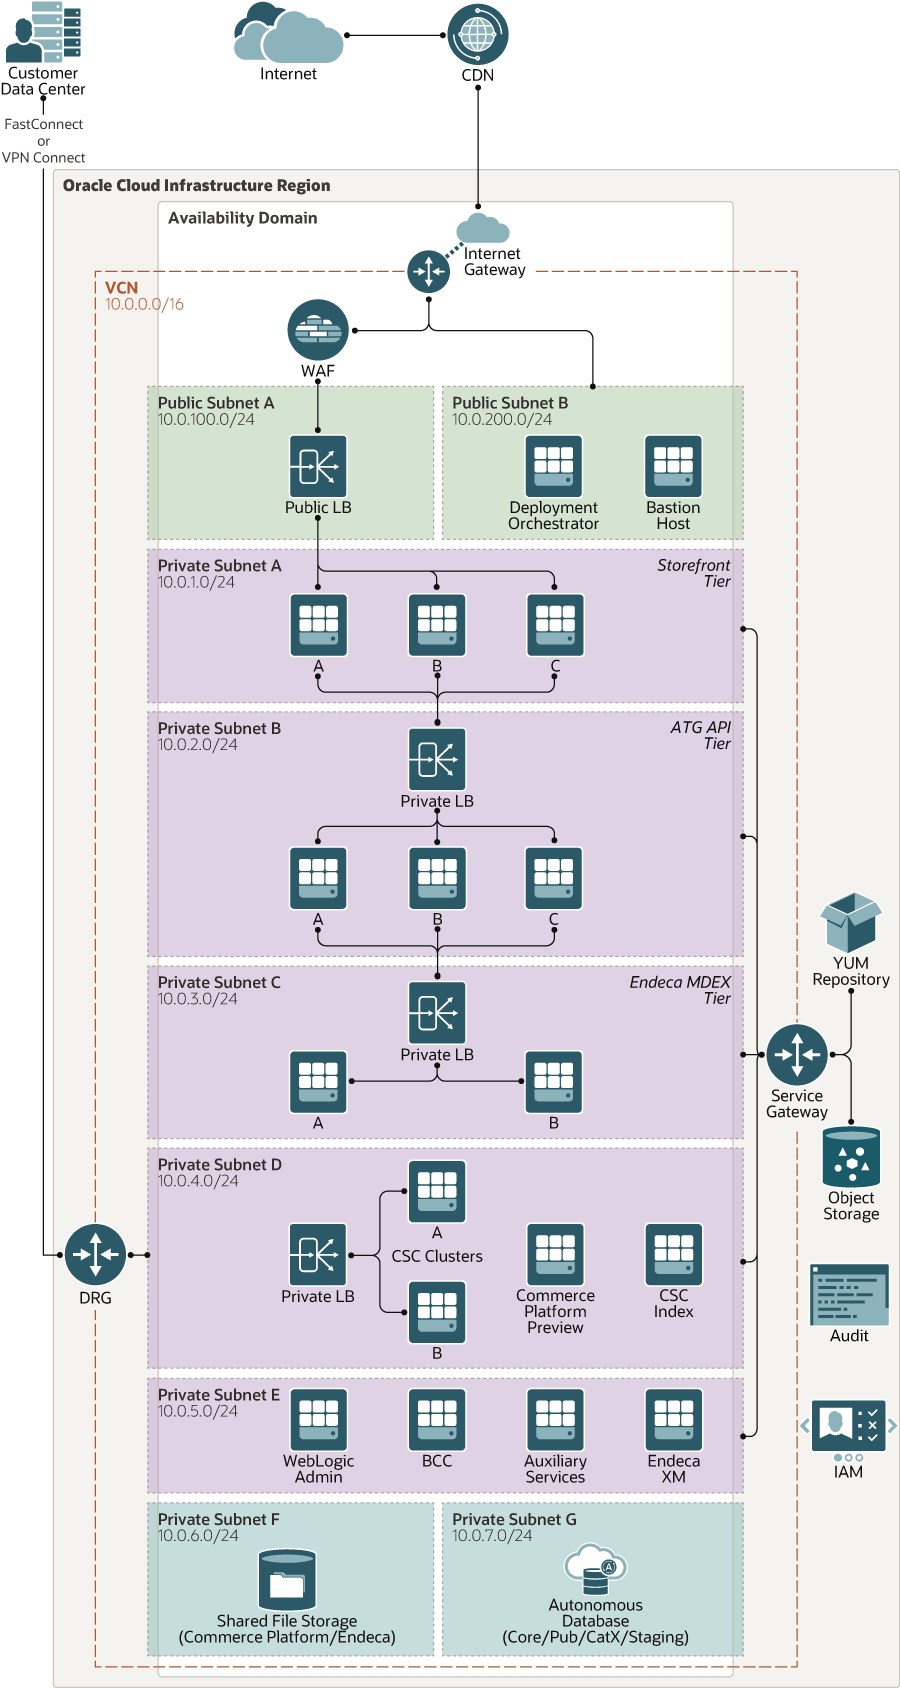 Customer
Data Center
Internet
CDN
FastConnect
or
VPN Connect
Oracle Cloud Infrastructure Region
Availability Domain
Internet
Gateway
VCN
10.0.0.0/16
WAF
Public Subnet A
10.0.100.0/24
Public LB
Public Subnet B
10.0.200.0/24
Deployment
Orchestrator
Bastion
Host
Private Subnet A
10.0.1.0/24
Storefront
Tier
A
B
C
Private Subnet B
10.0.2.0/24
ATG API
Tier
Private LB
A
B
C
Private Subnet C
10.0.3.0/24
Endeca MDEX
Tier
Private LB
A
B
YUM
Repository
Service
Gateway
Object
Storage
Private Subnet D
10.0.4.0/24
A
CSC Clusters
Private LB
B
Commerce
Platform
Preview
CSC
Index
DRG
Audit
Private Subnet E
10.0.5.0/24
WebLogic
Admin
BCC
Auxiliary
Services
Endeca
XM
IAM
Private Subnet F
10.0.6.0/24
Shared File Storage
(Commerce Platform/Endeca)
Private Subnet G
10.0.7.0/24
A
Autonomous
Database
(Core/Pub/CatX/Staging)